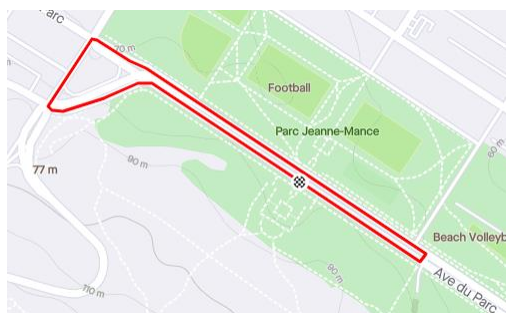 Parc
70 m
Football
Parc Jeanne-Mance
60 m
90 m
77 m
Beach Volleyb
90 m
Ave du Parc
110 m